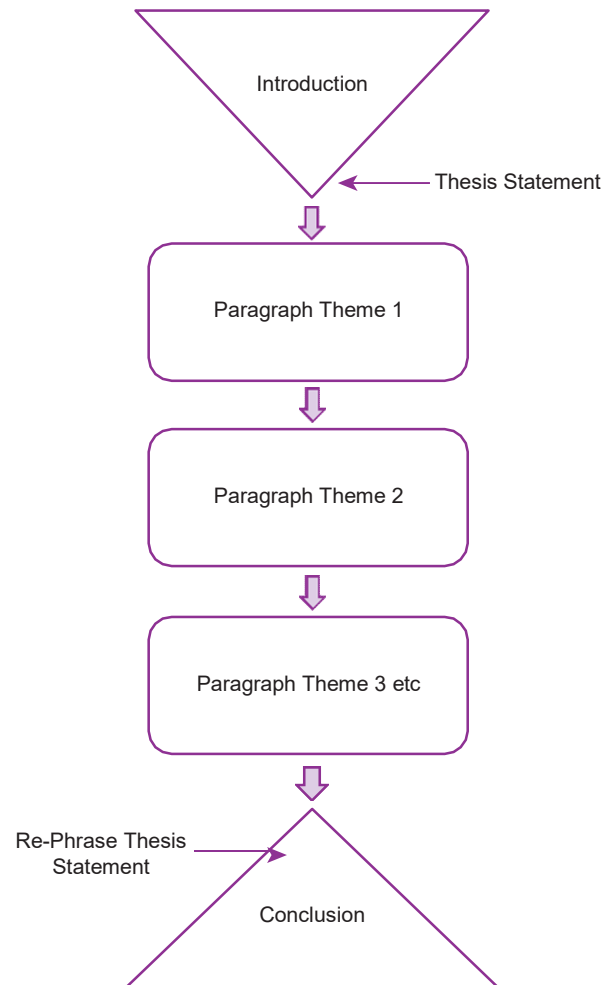 Introduction
Thesis Statement
Paragraph Theme 1
Paragraph Theme 2
Paragraph Theme 3 etc
Re-Phrase Thesis
Statement
Conclusion